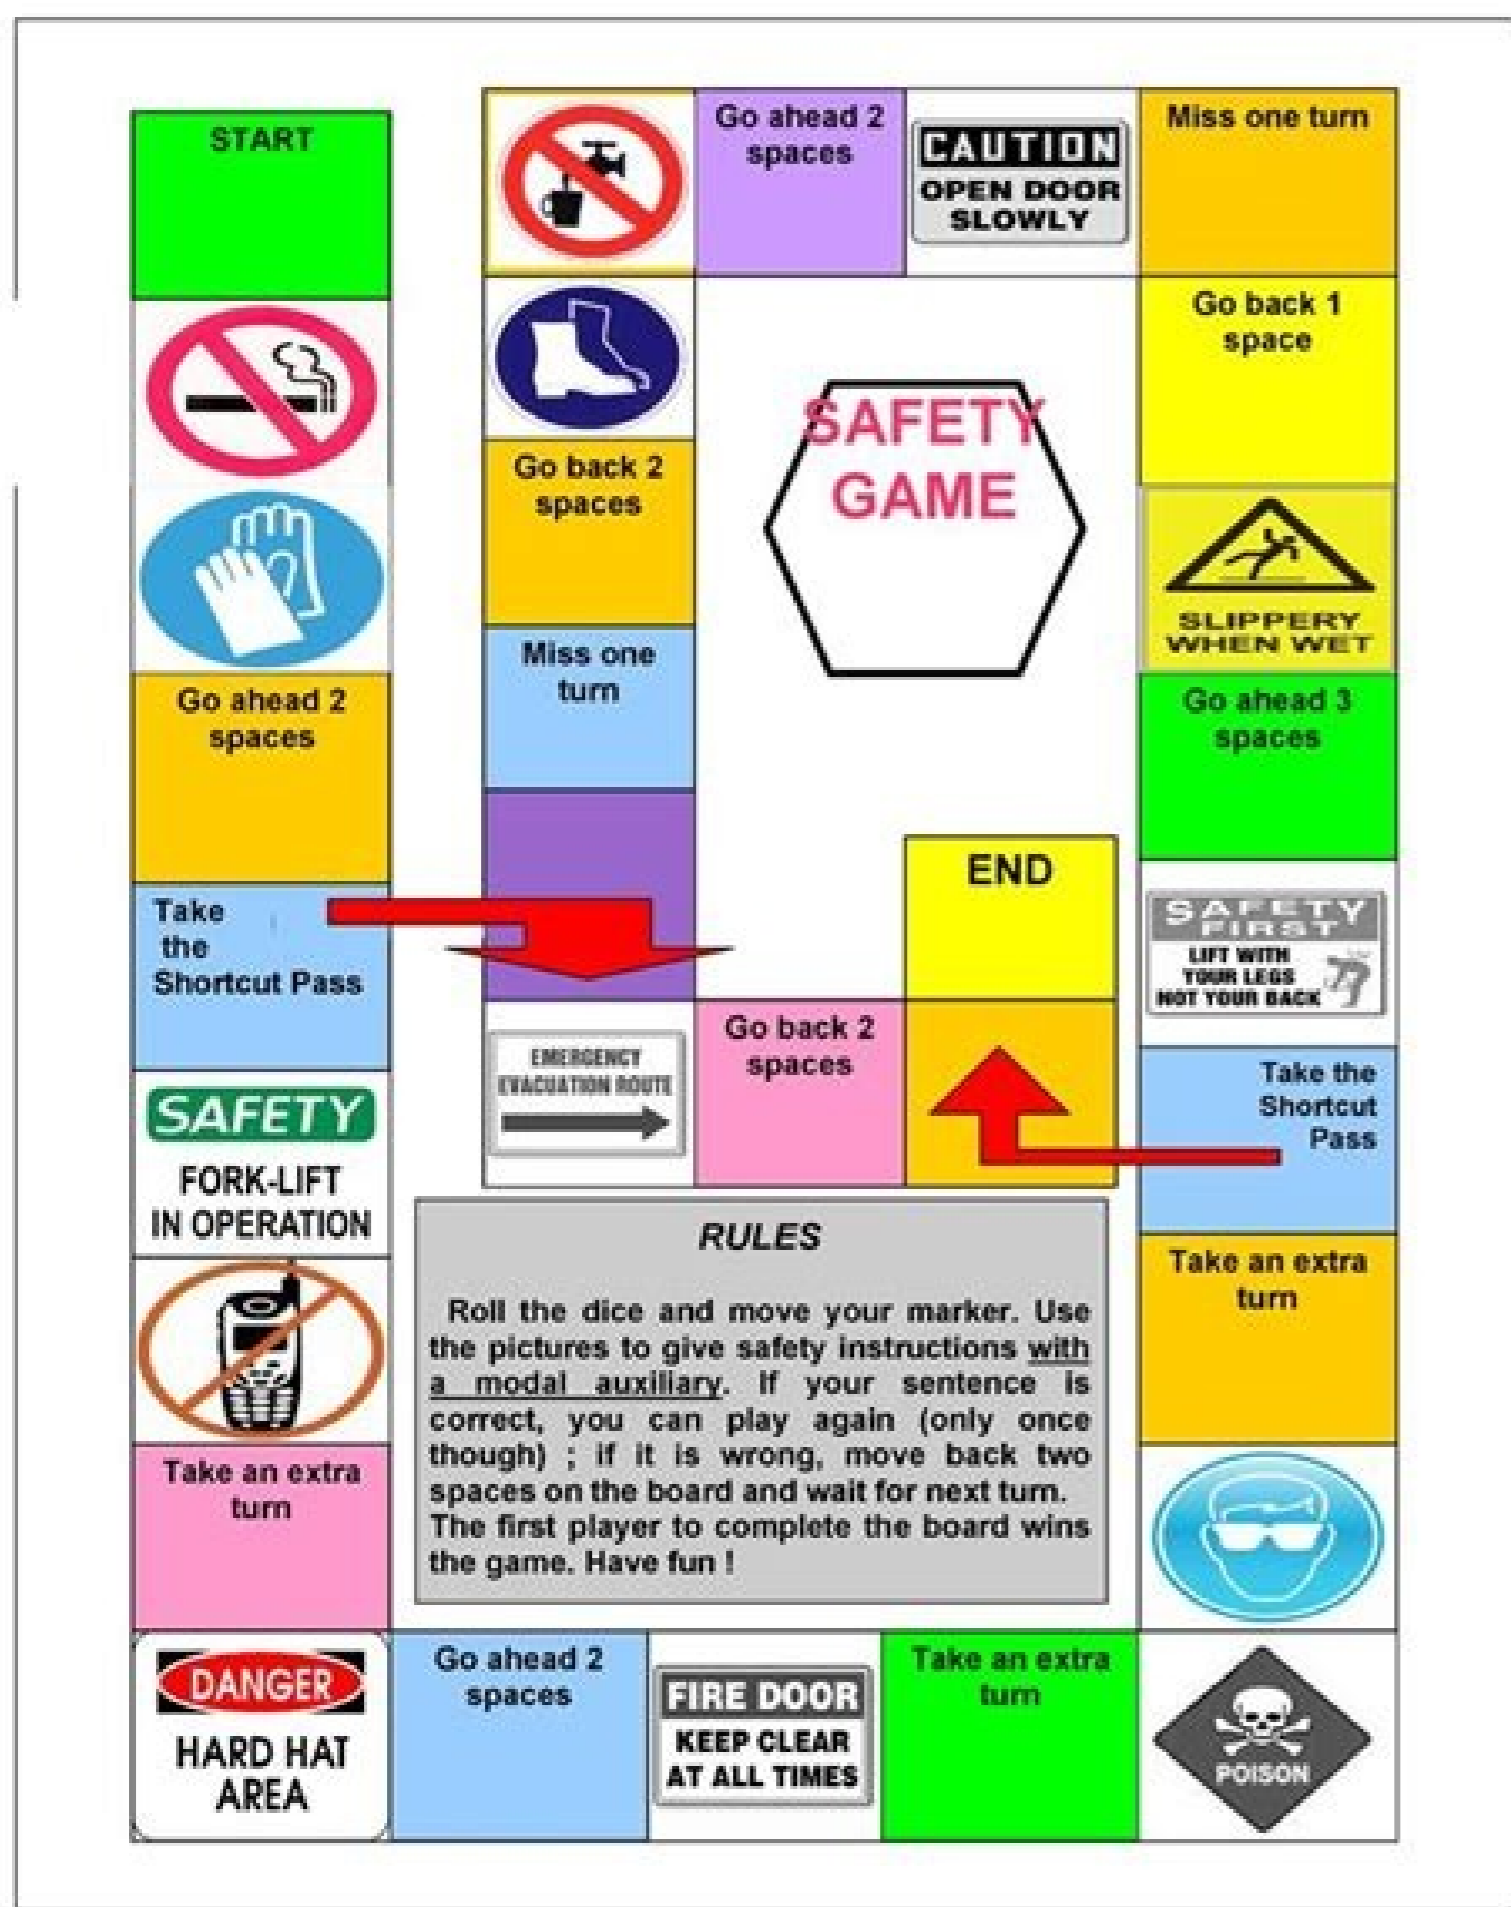 START
Go ahead 2
spaces
Take
the
Shortcut Pass
SAFETY
FORK-LIFT
IN OPERATION
Take an extra
turn
DANGER
HARD HAT
AREA
Go ahead 2
spaces
FIRE DOOR
KEEP CLEAR
AT ALL TIMES
Take an extra
turn
POISON
Take an extra
turn
Take the
Shortcut
Pass
SAFETY
FIRST
LIFT WITH
YOUR LEGS
NOT YOUR BACK
Go ahead 3
spaces
SLIPPERY
WHEN WET
Go back 1
space
Miss one turn
CAUTION
OPEN DOOR
SLOWLY
Go ahead 2
spaces
Go back 2
spaces
Miss one
turn
EMERGENCY
EVACUATION ROUTE
Go back 2
spaces
END
SAFETY
GAME
RULES
Roll the dice and move your marker. Use
the pictures to give safety instructions with
a modal auxiliary. If your sentence is
correct, you can play again (only once
though) ; if it is wrong, move back two
spaces on the board and wait for next turn.
The first player to complete the board wins
the game. Have fun !